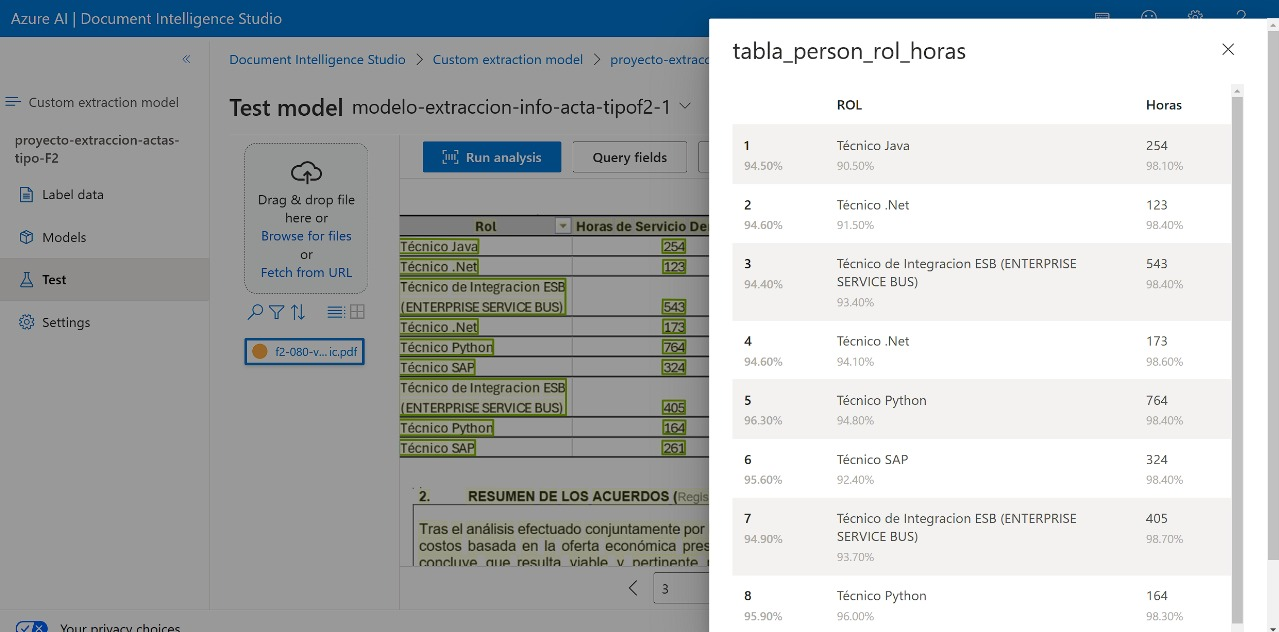 Azure AI | Document Intelligence Studio
Document Intelligence Studio > Custom extraction model >
Custom extraction model
proyecto-extraccion-actas-
tipo-F2
Label data
Models
Test
Settings
Test model modelo-extraccion-info-acta-tipof2-1
Drag & drop file
here or
Browse for files
or
Fetch from URL
f2-080-v...ic.pdf
Run analysis
Query fields
Rol Horas de Servicio
Técnico Java 254
Técnico .Net 123
Técnico de Integracion ESB
(ENTERPRISE SERVICE BUS) 543
Técnico .Net 173
Técnico Python 764
Técnico SAP 324
Técnico de Integracion ESB
(ENTERPRISE SERVICE BUS) 405
Técnico Python 164
Técnico SAP 261
2. RESUMEN DE LOS ACUERDOS (
Tras el análisis efectuado conjuntamente por
costos basada en la oferta económica
concluye que resulta viable y pertinente
3
Your privacy choices
tabla_person_rol_horas
ROL Horas
1 Técnico Java 254
94.50% 90.50% 98.10%
2 Técnico .Net 123
94.60% 91.50% 98.40%
3 Técnico de Integracion ESB (ENTERPRISE 543
SERVICE BUS)
94.40% 93.40% 98.40%
4 Técnico .Net 173
94.60% 94.10% 98.60%
5 Técnico Python 764
96.30% 94.80% 98.40%
6 Técnico SAP 324
95.60% 92.40% 98.40%
7 Técnico de Integracion ESB (ENTERPRISE 405
SERVICE BUS)
94.90% 93.70% 98.70%
8 Técnico Python 164
95.90% 96.00% 98.30%